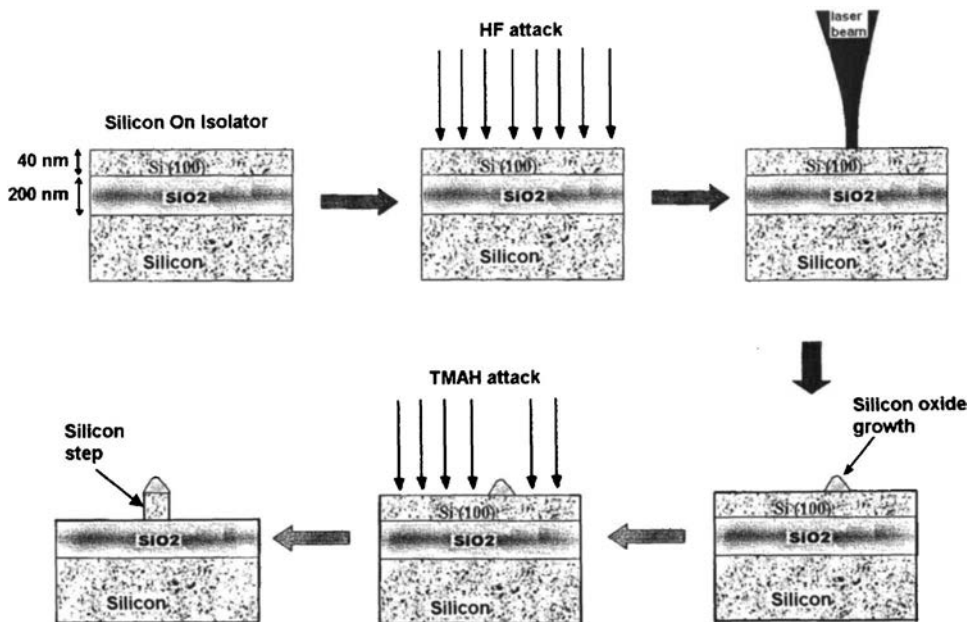 laser
beam
HF attack
Silicon On Isolator
40 nm
200 nm
Si (100)
SiO2
Silicon
Si (100)
SiO2
Silicon
Si (100)
SiO2
Silicon
TMAH attack
Silicon oxide
growth
Silicon
step
SiO2
Silicon
Si (100)
SiO2
Silicon
Si (100)
SiO2
Silicon